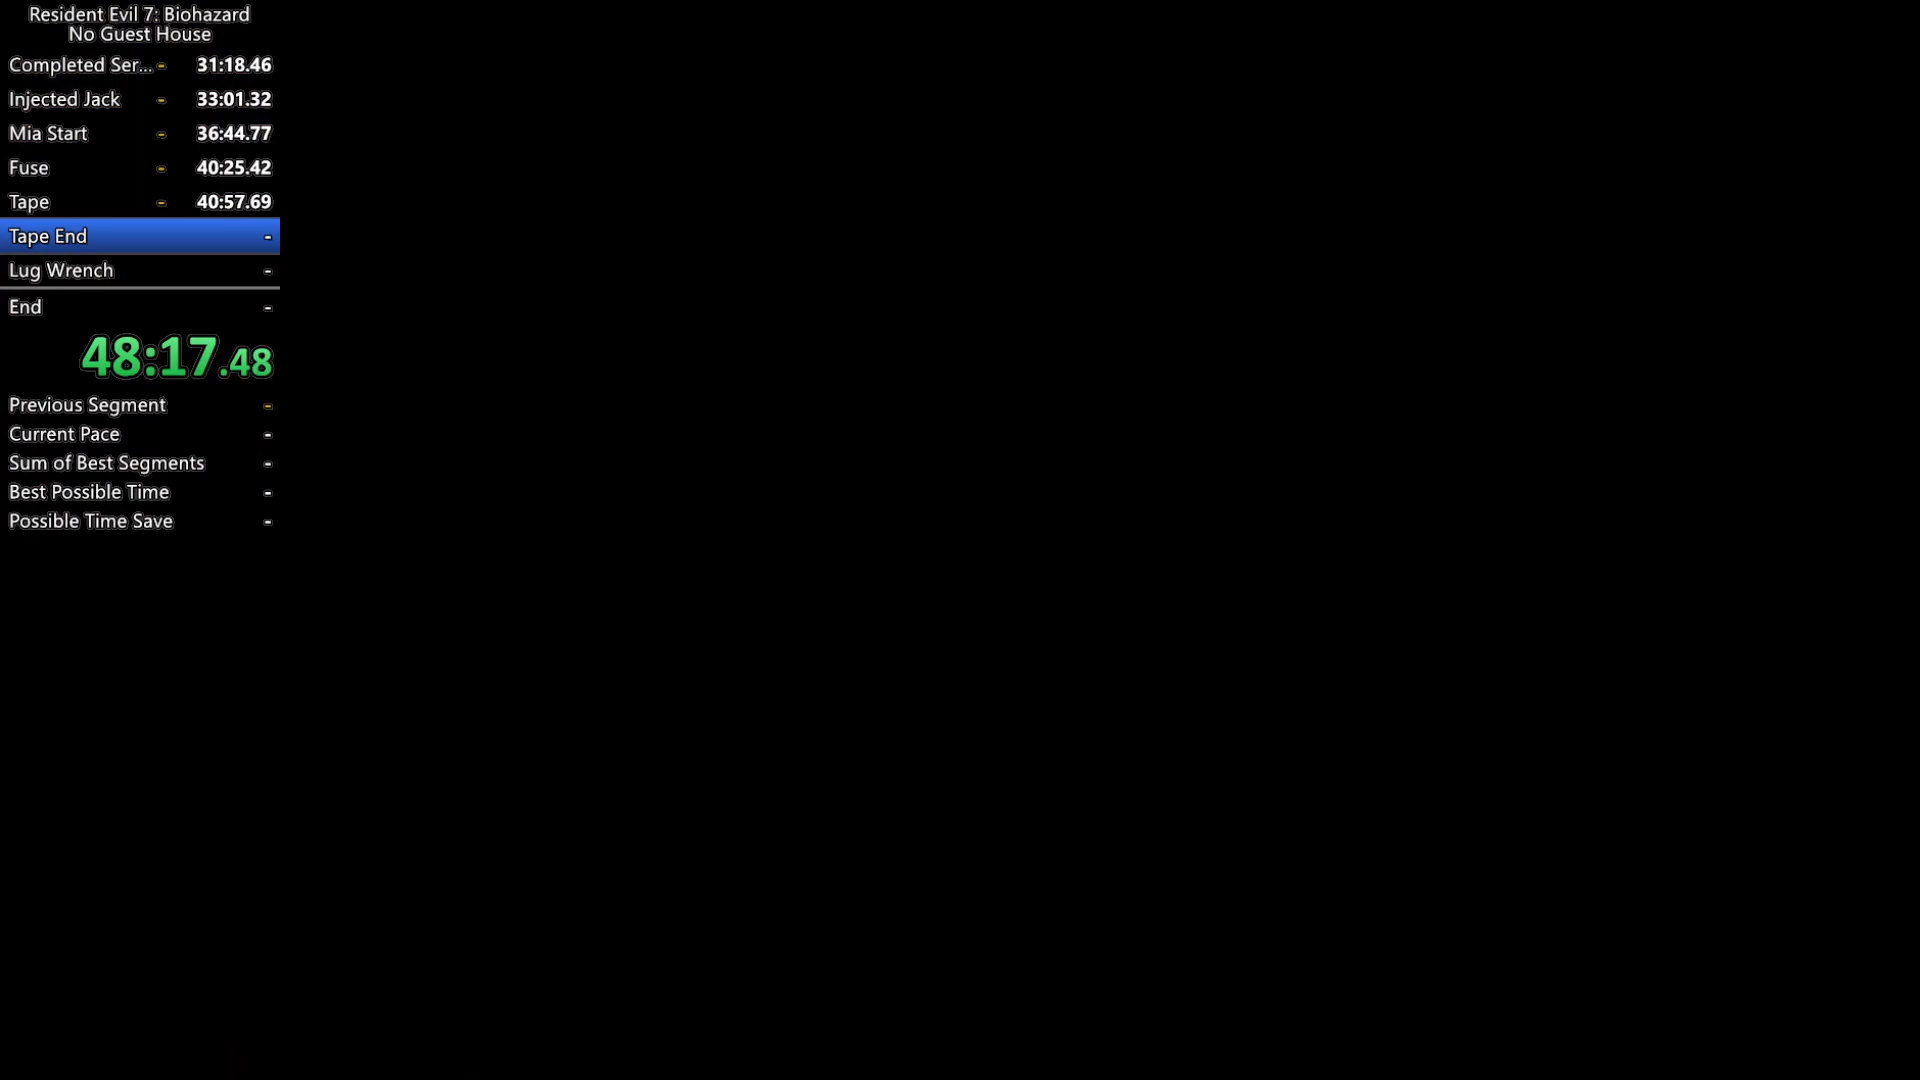 Resident Evil 7: Biohazard
No Guest House
Completed Ser... - 31:18.46
Injected Jack - 33:01.32
Mia Start - 36:44.77
Fuse - 40:25.42
Tape - 40:57.69
Tape End -
Lug Wrench -
End -
48:17.48
Previous Segment -
Current Pace -
Sum of Best Segments -
Best Possible Time -
Possible Time Save -